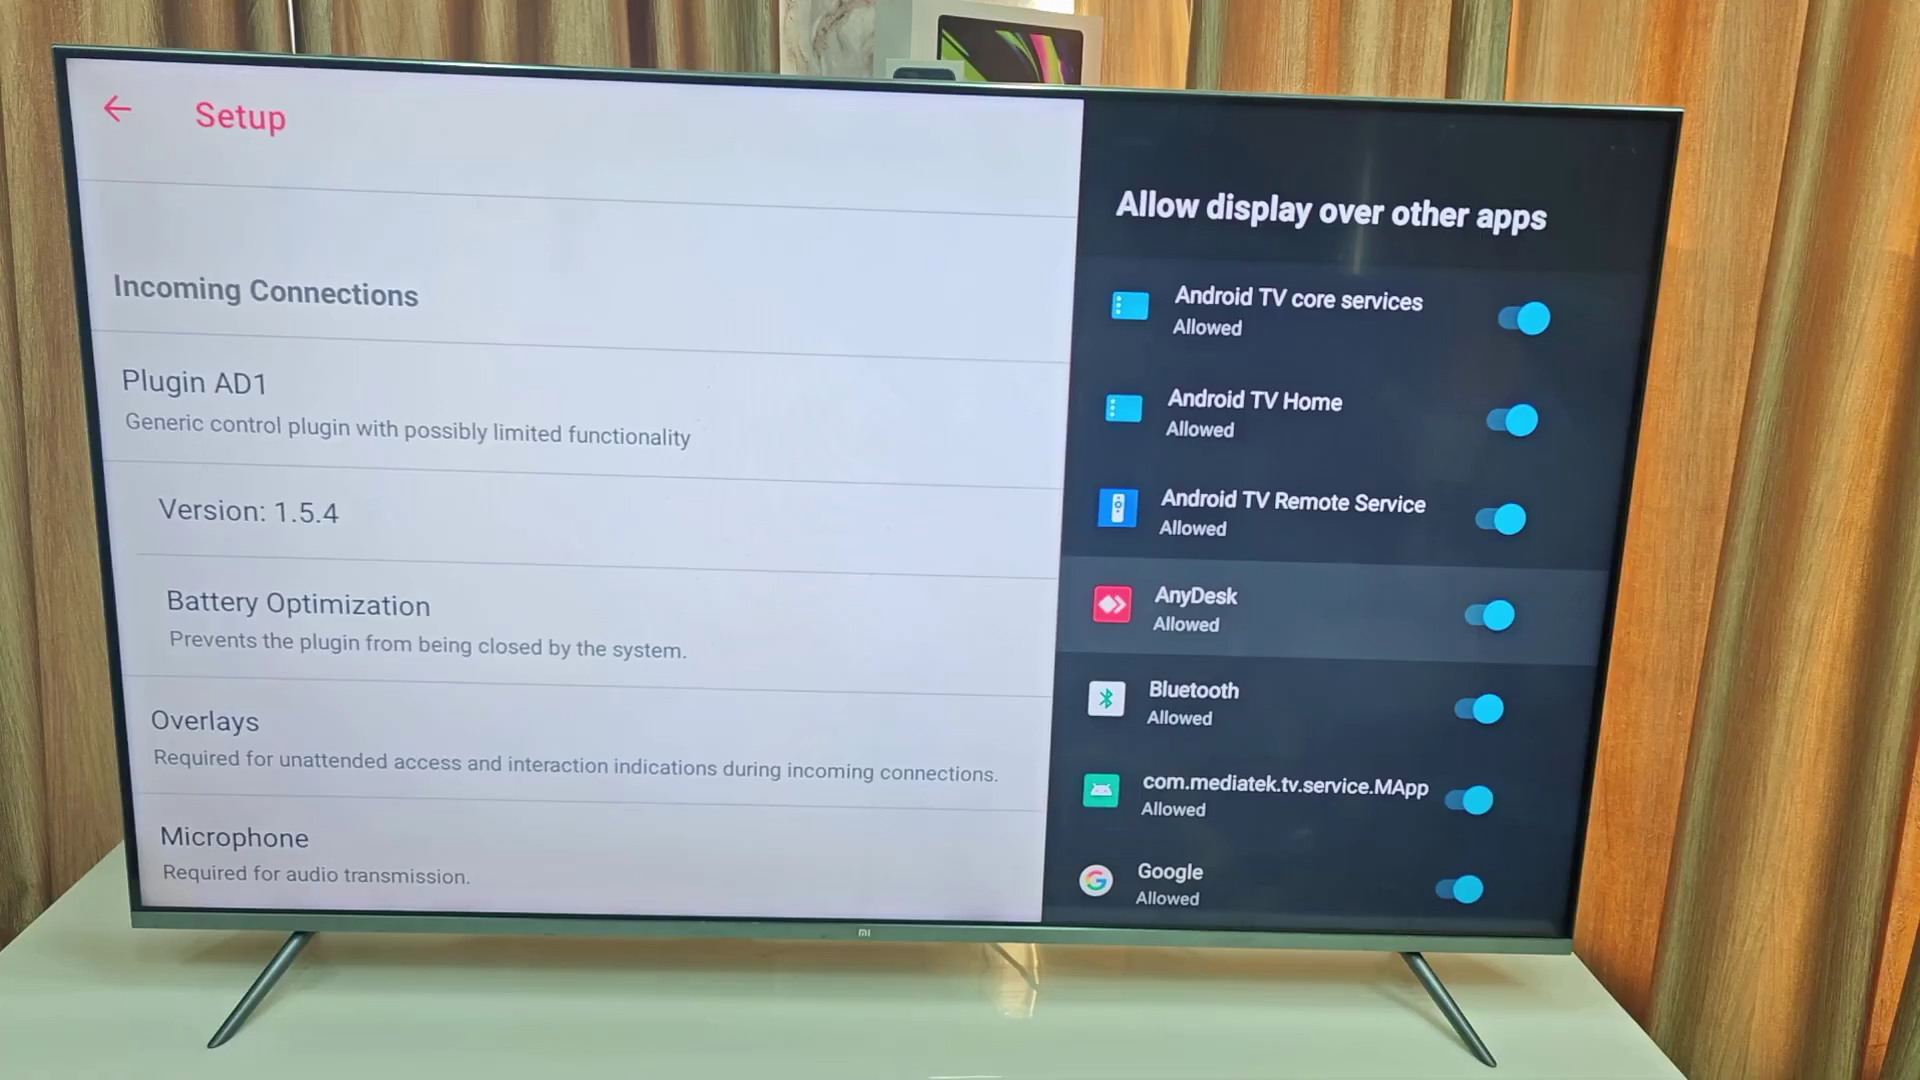 Setup
Incoming Connections
Plugin AD1
Generic control plugin with possibly limited functionality
Version: 1.5.4
Battery Optimization
Prevents the plugin from being closed by the system.
Overlays
Required for unattended access and interaction indications during incoming connections.
Microphone
Required for audio transmission.
Allow display over other apps
Android TV core services
Allowed
Android TV Home
Allowed
Android TV Remote Service
Allowed
AnyDesk
Allowed
Bluetooth
Allowed
com.mediatek.tv.service.MApp
Allowed
Google
Allowed
mi